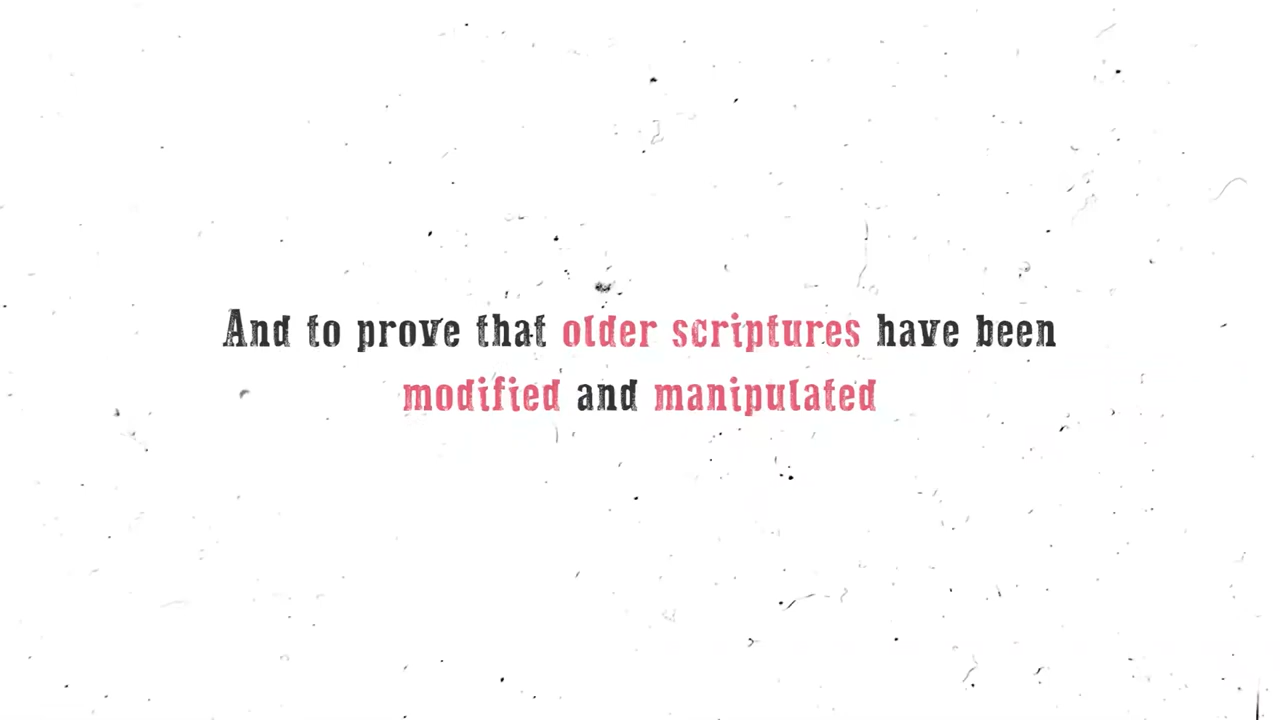 And to prove that older scriptures have been
modified and manipulated